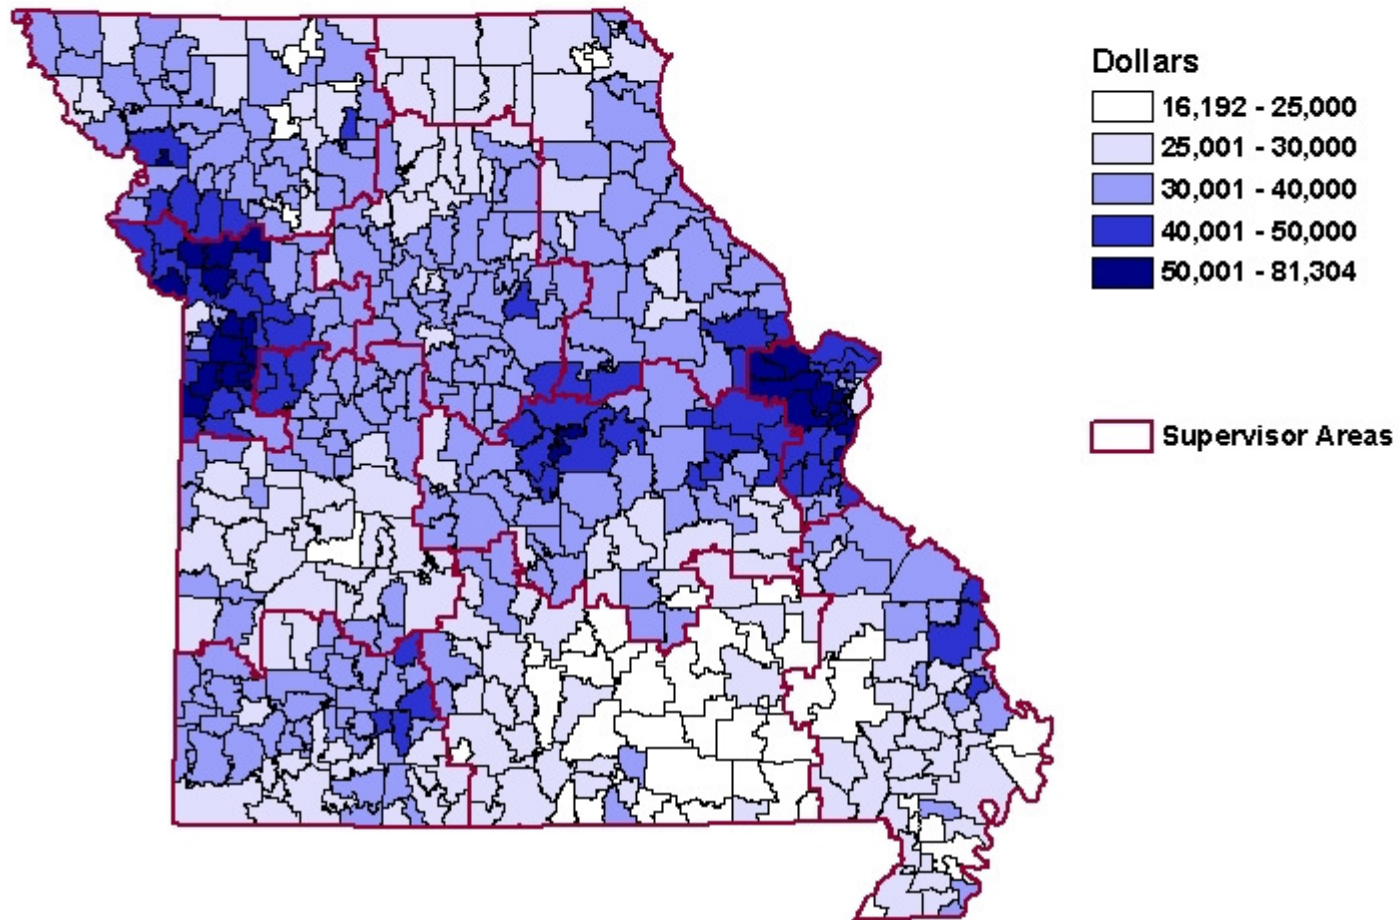 Dollars
16,192 - 25,000
25,001 - 30,000
30,001 - 40,000
40,001 - 50,000
50,001 - 81,304
Supervisor Areas